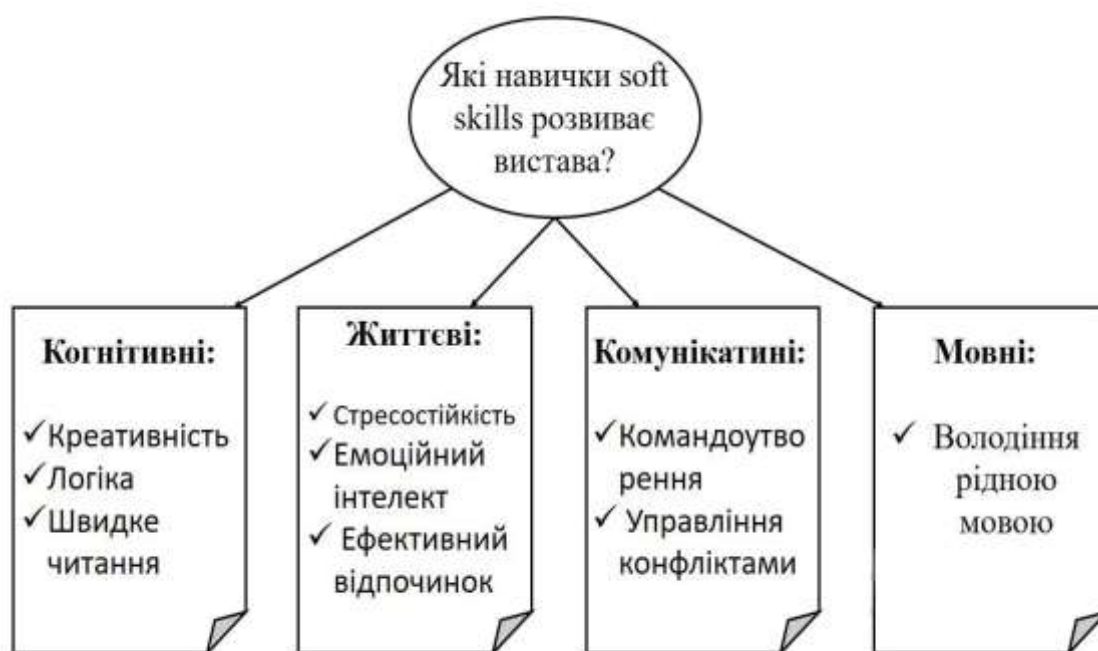 Які навички soft
skills розвиває
вистава?
Когнітивні:
✓Креативність
✓Логіка
✓Швидке
читання
Життєві:
✓Стресостійкість
✓Емоційний
інтелект
✓ Ефективний
відпочинок
Комунікатині:
✓Командоутво
рення
✓ Управління
конфліктами
Мовні:
✓ Володіння
рідною
мовою